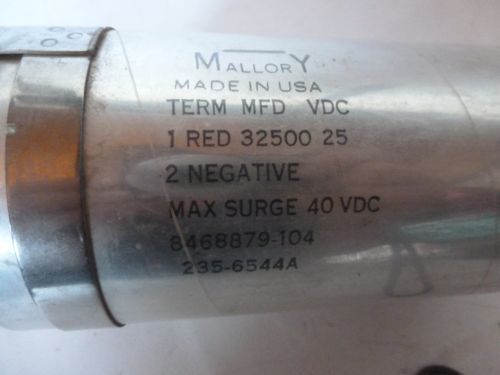 MALLORY
MADE IN USA
TERM MFD VDC
1 RED 32500 25
2 NEGATIVE
MAX SURGE 40 VDC
8468879-104
235-6544A